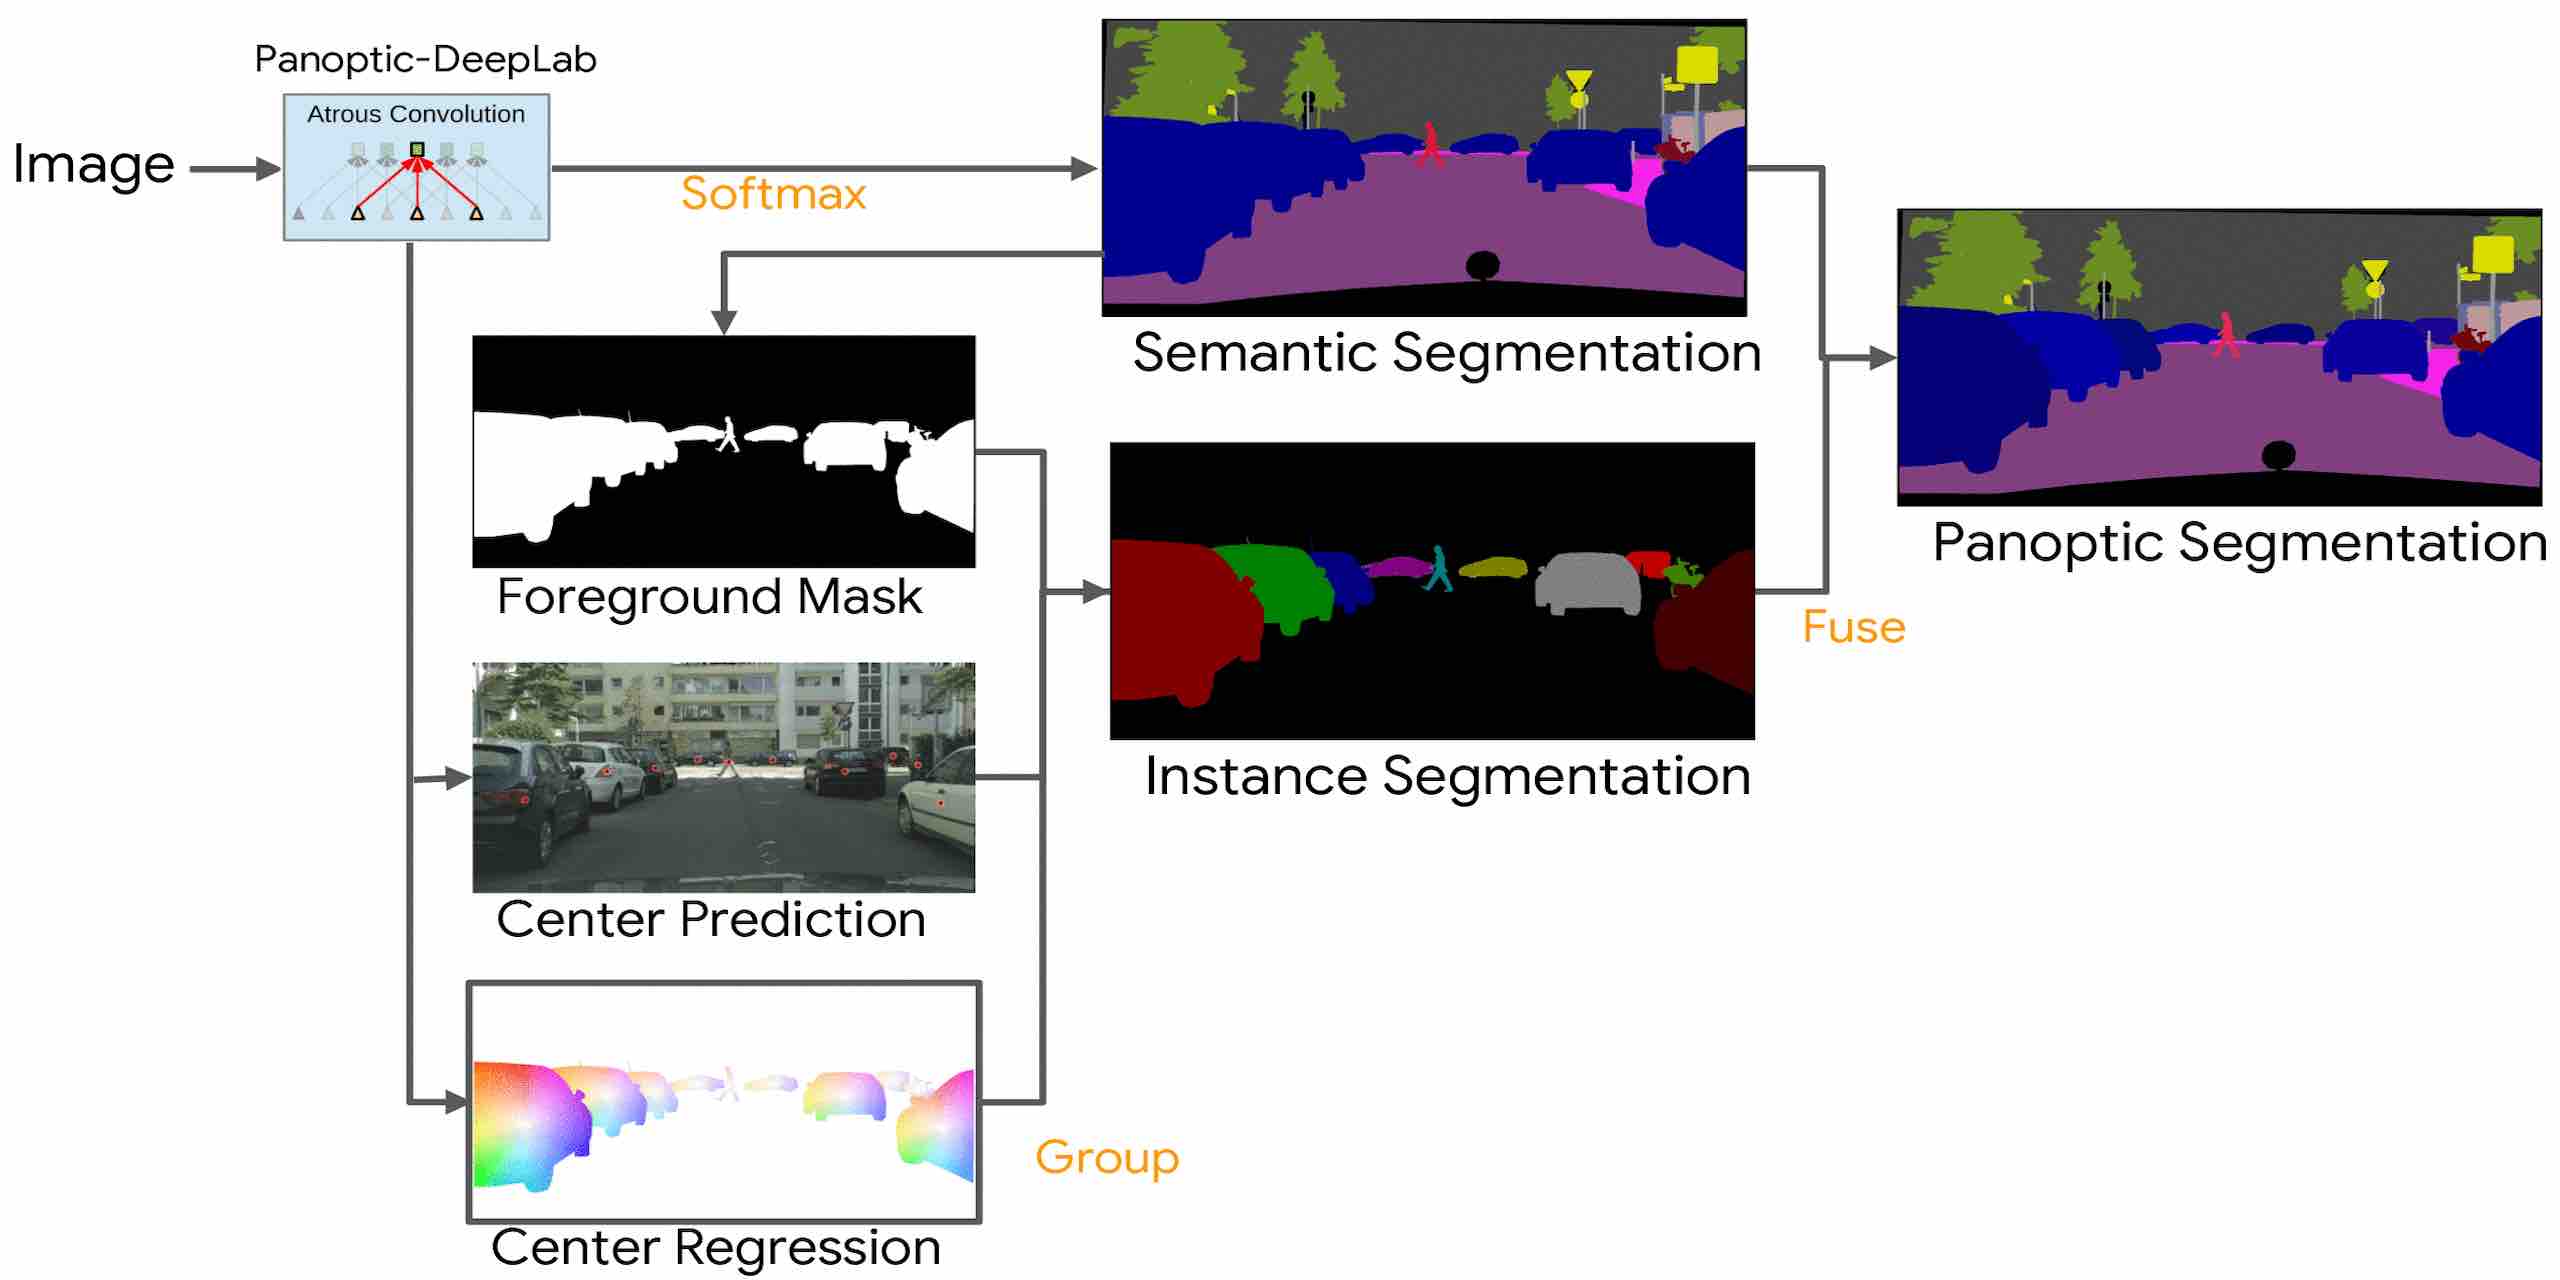 Panoptic-DeepLab
Atrous Convolution
Image
Softmax
Semantic Segmentation
Foreground Mask
Panoptic Segmentation
Fuse
Instance Segmentation
Center Prediction
Group
Center Regression